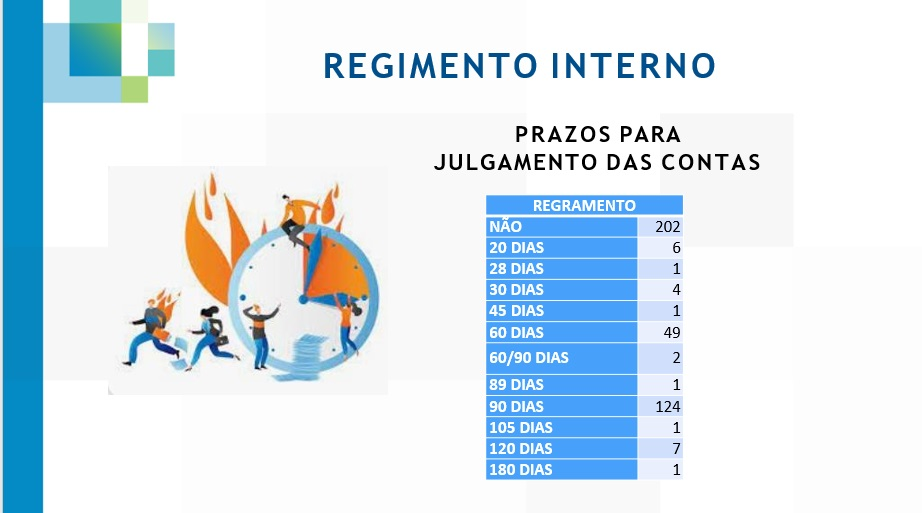 REGIMENTO INTERNO
PRAZOS PARA
JULGAMENTO DAS CONTAS
REGRAMENTO
NÃO 202
20 DIAS 6
28 DIAS 1
30 DIAS 4
45 DIAS 1
60 DIAS 49
60/90 DIAS 2
89 DIAS 1
90 DIAS 124
105 DIAS 1
120 DIAS 7
180 DIAS 1